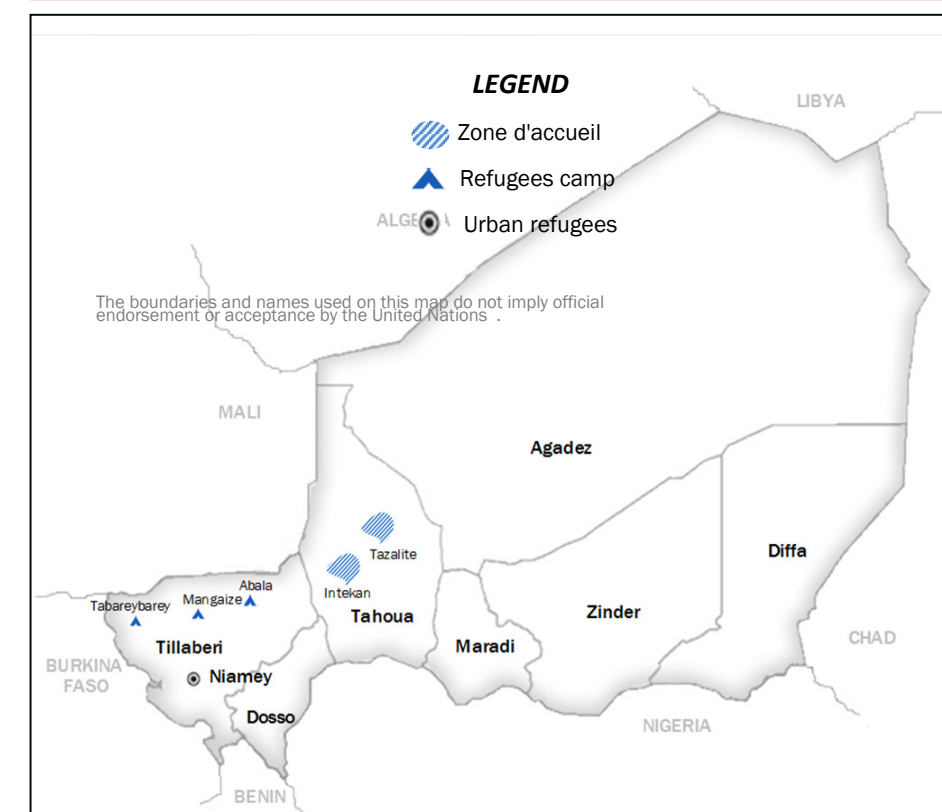 LEGEND
LIBYA
Zone d'accueil
Refugees camp
Urban refugees
The boundaries and names used on this map do not imply official
endorsement or acceptance by the United Nations .
MALI
Agadez
Tazalite
Diffa
Intekan
Abala
Mangaize
Tabareybarey
Tahoua
Zinder
Tillaberi
Maradi
CHAD
BURKINA
FASO
Niamey
Dosso
NIGERIA
BENIN